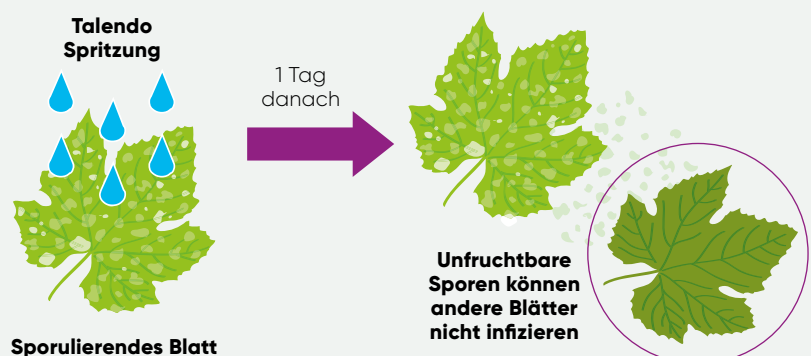 Talendo
Spritzung
1 Tag
danach
Unfruchtbare
Sporen können
andere Blätter
nicht infizieren
Sporulierendes Blatt